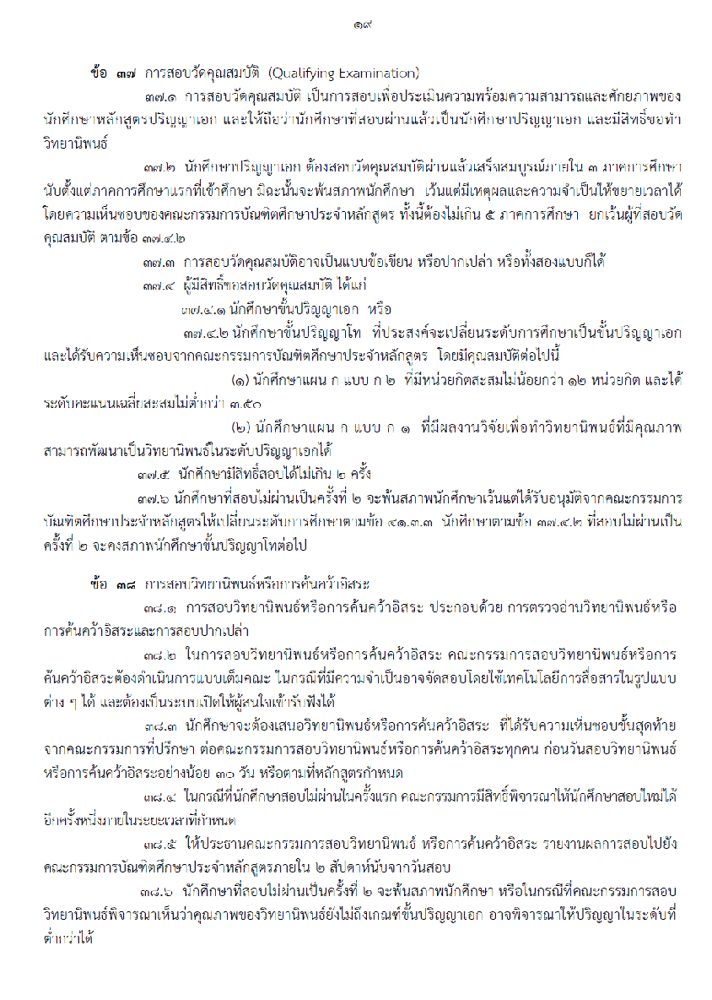 ๑๙
ข้อ ๓๗ การสอบวัดคุณสมบัติ (Qualifying Examination)
๓๗.๑ การสอบวัดคุณสมบัติ เป็นการสอบเพื่อประเมินความพร้อมความสามารถและศักยภาพของ
นักศึกษาหลักสูตรปริญญาเอก และให้ถือว่านักศึกษาที่สอบผ่านแล้วเป็นนักศึกษาปริญญาเอก และมีสิทธิ์ขอทำ
วิทยานิพนธ์
๓๗.๒ นักศึกษาปริญญาเอก ต้องสอบวัดคุณสมบัติผ่านแล้วเสร็จสมบูรณ์ภายใน ๓ ภาคการศึกษา
นับตั้งแต่ภาคการศึกษาแรกที่เข้าศึกษา มิฉะนั้นจะพ้นสภาพนักศึกษา เว้นแต่มีเหตุผลและความจำเป็นให้ขยายเวลาได้
โดยความเห็นชอบของคณะกรรมการบัณฑิตศึกษาประจำหลักสูตร ทั้งนี้ต้องไม่เกิน ๕ ภาคการศึกษา ยกเว้นผู้ที่สอบวัด
คุณสมบัติ ตามข้อ ๓๗.๔.๒
๓๗.๓ การสอบวัดคุณสมบัติอาจเป็นแบบข้อเขียน หรือปากเปล่า หรือทั้งสองแบบก็ได้
๓๗.๔ ผู้มีสิทธิ์ขอสอบวัดคุณสมบัติ ได้แก่
๓๗.๔.๑ นักศึกษาขั้นปริญญาเอก หรือ
๓๗.๔.๒ นักศึกษาขั้นปริญญาโท ที่ประสงค์จะเปลี่ยนระดับการศึกษาเป็นขั้นปริญญาเอก
และได้รับความเห็นชอบจากคณะกรรมการบัณฑิตศึกษาประจำหลักสูตร โดยมีคุณสมบัติต่อไปนี้
(๑) นักศึกษาแผน ก แบบ ก ๒ ที่มีหน่วยกิตสะสมไม่น้อยกว่า ๑๒ หน่วยกิต และได้
ระดับคะแนนเฉลี่ยสะสมไม่ต่ำกว่า ๓.๕๐
(๒) นักศึกษาแผน ก แบบ ก ๑ ที่มีผลงานวิจัยเพื่อทำวิทยานิพนธ์ที่มีคุณภาพ
สามารถพัฒนาเป็นวิทยานิพนธ์ในระดับปริญญาเอกได้
๓๗.๕ นักศึกษามีสิทธิ์สอบได้ไม่เกิน ๒ ครั้ง
๓๗.๖ นักศึกษาที่สอบไม่ผ่านเป็นครั้งที่ ๒ จะพ้นสภาพนักศึกษาเว้นแต่ได้รับอนุมัติจากคณะกรรมการ
บัณฑิตศึกษาประจำหลักสูตรให้เปลี่ยนระดับการศึกษาตามข้อ ๔๑.๓.๓ นักศึกษาตามข้อ ๓๗.๔.๒ ที่สอบไม่ผ่านเป็น
ครั้งที่ ๒ จะคงสภาพนักศึกษาขั้นปริญญาโทต่อไป
ข้อ ๓๘ การสอบวิทยานิพนธ์หรือการค้นคว้าอิสระ
๓๘.๑ การสอบวิทยานิพนธ์หรือการค้นคว้าอิสระ ประกอบด้วย การตรวจอ่านวิทยานิพนธ์หรือ
การค้นคว้าอิสระและการสอบปากเปล่า
๓๘.๒ ในการสอบวิทยานิพนธ์หรือการค้นคว้าอิสระ คณะกรรมการสอบวิทยานิพนธ์หรือการ
ค้นคว้าอิสระต้องดำเนินการแบบเต็มคณะ ในกรณีที่มีความจำเป็นอาจจัดสอบโดยใช้เทคโนโลยีการสื่อสารในรูปแบบ
ต่าง ๆ ได้ และต้องเป็นระบบเปิดให้ผู้สนใจเข้ารับฟังได้
๓๘.๓ นักศึกษาจะต้องเสนอวิทยานิพนธ์หรือการค้นคว้าอิสระ ที่ได้รับความเห็นชอบขั้นสุดท้าย
จากคณะกรรมการที่ปรึกษา ต่อคณะกรรมการสอบวิทยานิพนธ์หรือการค้นคว้าอิสระทุกคน ก่อนวันสอบวิทยานิพนธ์
หรือการค้นคว้าอิสระอย่างน้อย ๓๐ วัน หรือตามที่หลักสูตรกำหนด
๓๘.๔ ในกรณีที่นักศึกษาสอบไม่ผ่านในครั้งแรก คณะกรรมการมีสิทธิ์พิจารณาให้นักศึกษาสอบใหม่ได้
อีกครั้งหนึ่งภายในระยะเวลาที่กำหนด
๓๘.๕ ให้ประธานคณะกรรมการสอบวิทยานิพนธ์ หรือการค้นคว้าอิสระ รายงานผลการสอบไปยัง
คณะกรรมการบัณฑิตศึกษาประจำหลักสูตรภายใน ๒ สัปดาห์นับจากวันสอบ
๓๘.๖ นักศึกษาที่สอบไม่ผ่านเป็นครั้งที่ ๒ จะพ้นสภาพนักศึกษา หรือในกรณีที่คณะกรรมการสอบ
วิทยานิพนธ์พิจารณาเห็นว่าคุณภาพของวิทยานิพนธ์ยังไม่ถึงเกณฑ์ขั้นปริญญาเอก อาจพิจารณาให้ปริญญาในระดับที่
ต่ำกว่าได้